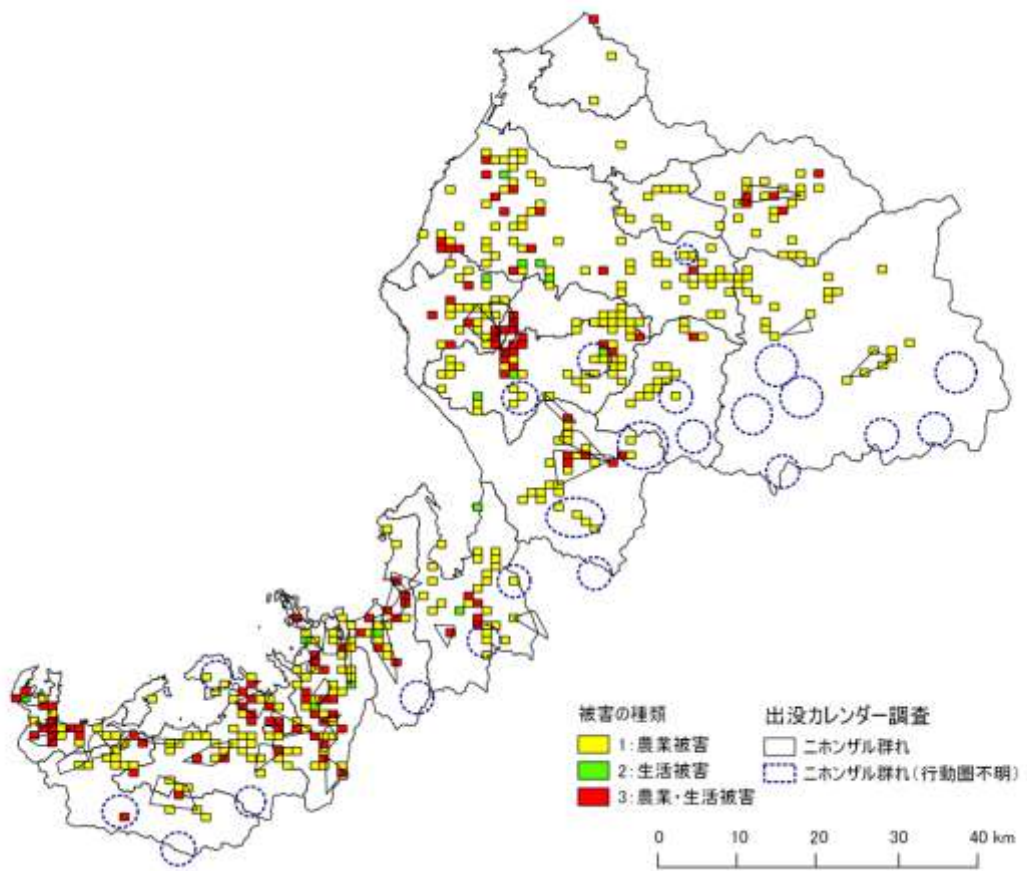 被害の種類
1:農業被害
2:生活被害
3:農業・生活被害
出没カレンダー調査
ニホンザル群れ
ニホンザル群れ(行動圏不明)
0 10 20 30 40 km